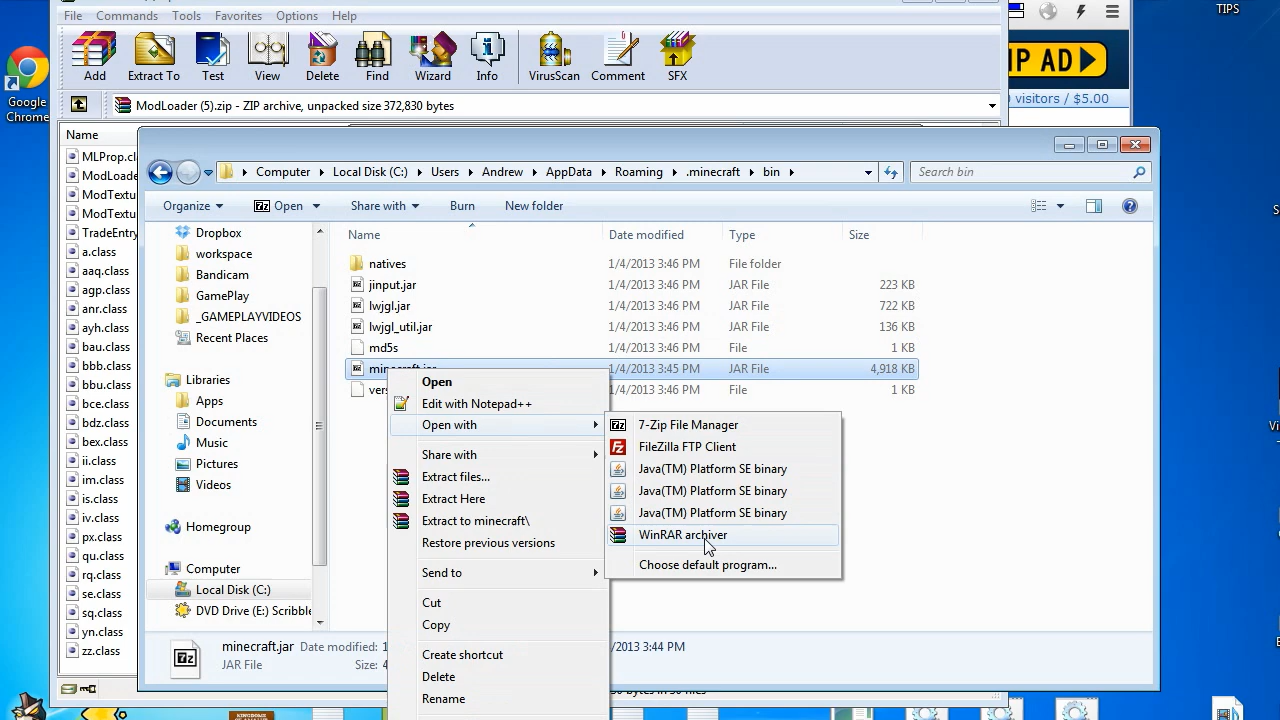 TIPS
File Commands Tools Favorites Options Help
Add Extract To Test View Delete Find Wizard Info VirusScan Comment SFX
IP AD
visitors / $5.00
Google
Chrome
ModLoader (5).zip - ZIP archive, unpacked size 572,830 bytes
Name
MLProp.cl
ModLoade
ModTextu
ModTextu
TradeEntry
a.class
aaq.class
agp.class
anr.class
ayh.class
bau.class
bbb.class
bbu.class
bce.class
bdz.class
bex.class
ii.class
im.class
is.class
iv.class
px.class
qu.class
rq.class
se.class
sq.class
yn.class
zz.class
Computer Local Disk (C:) Users Andrew AppData Roaming .minecraft bin
Search bin
Organize Open Share with Burn New folder
Dropbox
workspace
Bandicam
GamePlay
_GAMEPLAYVIDEOS
Recent Places
Libraries
Apps
Documents
Music
Pictures
Videos
Homegroup
Computer
Local Disk (C:)
DVD Drive (E:) Scribble
Name Date modified Type Size
natives 1/4/2013 3:46 PM File folder
jinput.jar 1/4/2013 3:46 PM JAR File 223 KB
lwjgl.jar 1/4/2013 3:46 PM JAR File 722 KB
lwjgl_util.jar 1/4/2013 3:46 PM JAR File 136 KB
md5s 1/4/2013 3:46 PM File 1 KB
minecraft.jar 1/4/2013 3:45 PM JAR File 4,918 KB
vers 1/4/2013 3:46 PM File 1 KB
Open
Edit with Notepad++
Open with
Share with
Extract files...
Extract Here
Extract to minecraft\
Restore previous versions
Send to
Cut
Copy
Create shortcut
Delete
Rename
7-Zip File Manager
FileZilla FTP Client
Java(TM) Platform SE binary
Java(TM) Platform SE binary
Java(TM) Platform SE binary
WinRAR archiver
Choose default program...
minecraft.jar Date modified: 1 /2013 3:44 PM
JAR File Size: 4